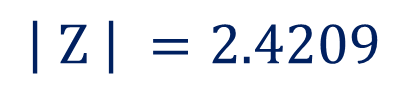 | Z | = 2.4209